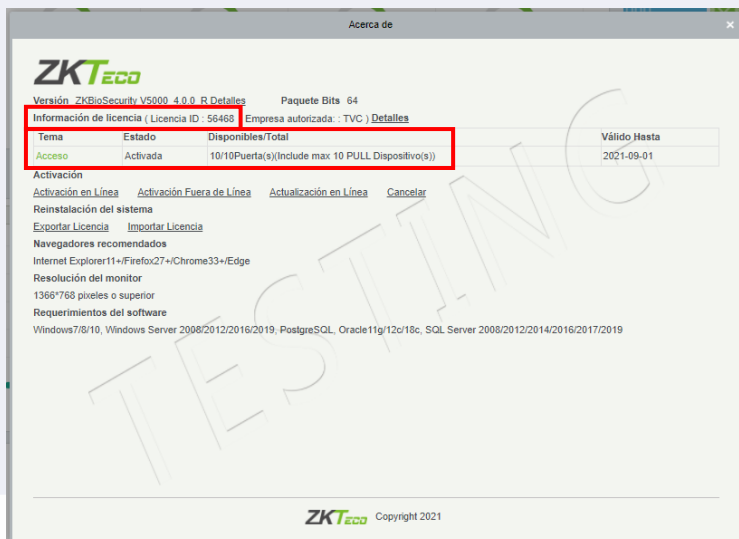 Acerca de
ZKTECO
Versión ZKBioSecurity V5000 4.0.0_R Detalles Paquete Bits 64
Información de licencia ( Licencia ID : 56468 Empresa autorizada: : TVC ) Detalles
Tema Estado Disponibles/Total Válido Hasta
Acceso Activada 10/10Puerta(s)(Include max 10 PULL Dispositivo(s)) 2021-09-01
Activación
Activación en Línea Activación Fuera de Línea Actualización en Línea Cancelar
Reinstalación del sistema
Exportar Licencia Importar Licencia
Navegadores recomendados
Internet Explorer11+/Firefox27+/Chrome33+/Edge
Resolución del monitor
1366*768 pixeles o superior
Requerimientos del software
Windows7/8/10, Windows Server 2008/2012/2016/2019, PostgreSQL, Oracle11g/12c/18c, SQL Server 2008/2012/2014/2016/2017/2019
TESTING
ZKTECO Copyright 2021